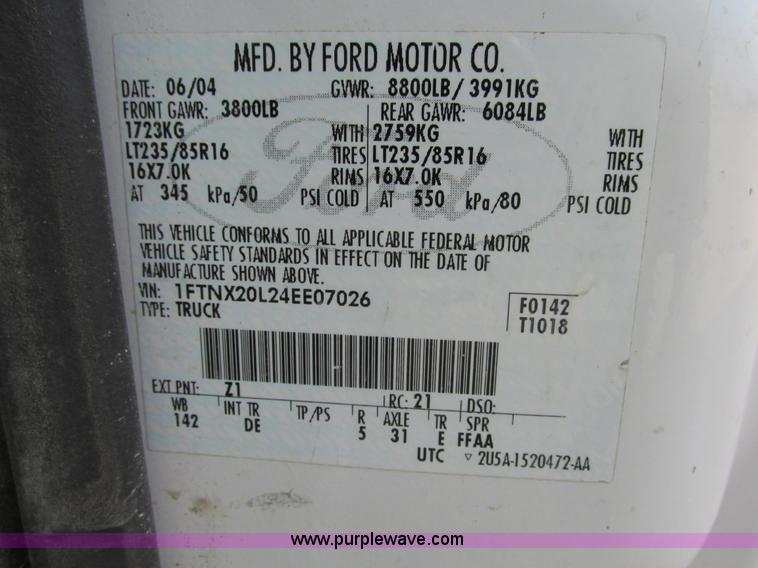 MFD. BY FORD MOTOR CO.
DATE: 06/04 GVWR: 8800LB/ 3991KG
FRONT GAWR: 3800LB REAR GAWR: 6084LB
1723KG WITH 2759KG WITH
LT235/85R16 TIRES LT235/85R16 TIRES
16X7.0K RIMS 16X7.0K RIMS
AT 345 kPa/50 PSI COLD AT 550 kPa/80 PSI COLD
Ford
THIS VEHICLE CONFORMS TO ALL APPLICABLE FEDERAL MOTOR
VEHICLE SAFETY STANDARDS IN EFFECT ON THE DATE OF
MANUFACTURE SHOWN ABOVE.
VIN: 1FTNX20L24EE07026 F0142
TYPE: TRUCK T1018
EXT PNT: Z1 RC: 21 DSO:
WB INT TR TP/PS R AXLE TR SPR
142 DE 5 31 E FFAA
UTC ▽ 2U5A-1520472-AA
www.purplewave.com